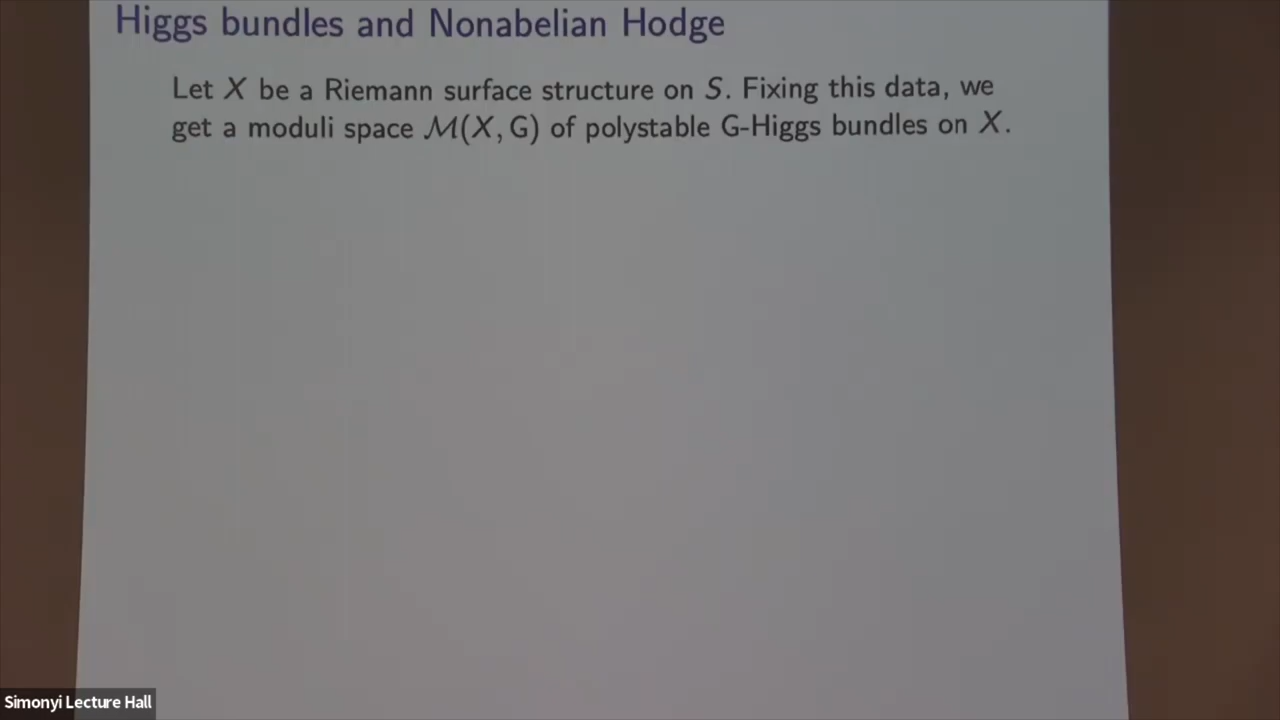 Higgs bundles and Nonabelian Hodge
Let X be a Riemann surface structure on S. Fixing this data, we
get a moduli space ℳ(X, G) of polystable G-Higgs bundles on X.
Simonyi Lecture Hall